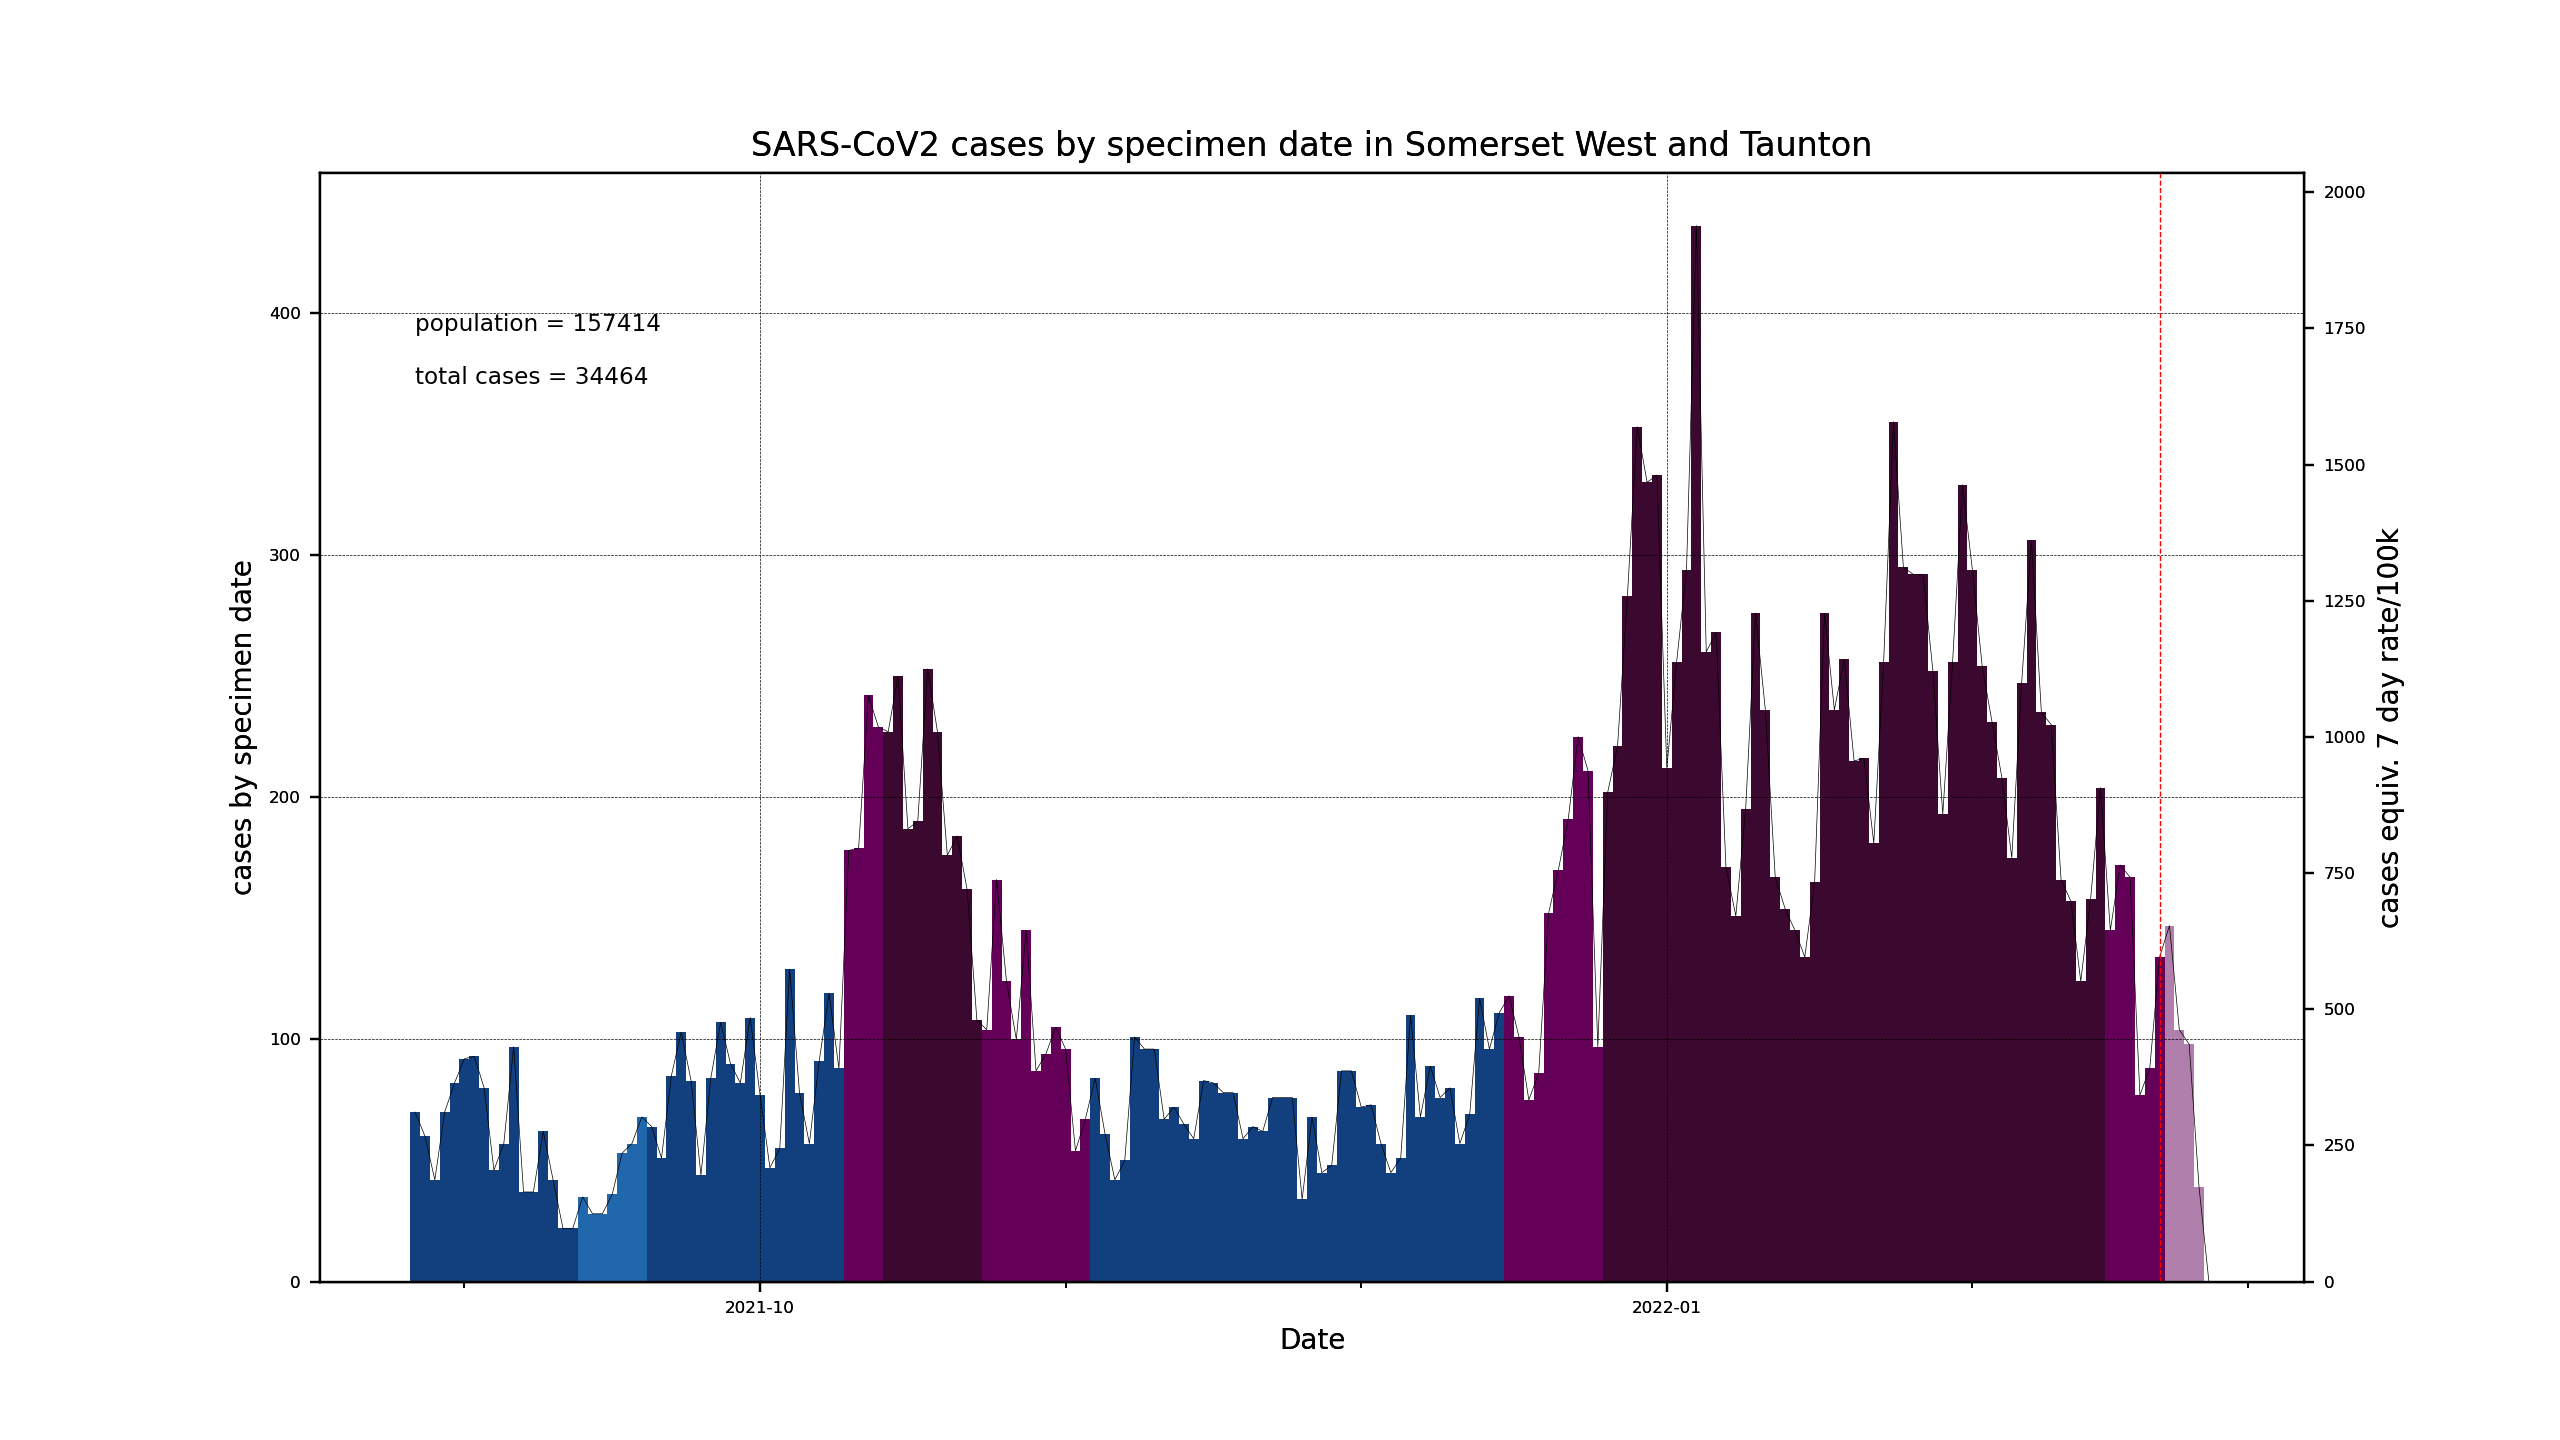 SARS-CoV2 cases by specimen date in Somerset West and Taunton
population = 157414
total cases = 34464
cases by specimen date
400
300
200
100
0
2000
1750
1500
1250
1000
750
500
250
0
cases equiv. 7 day rate/100k
2021-10
2022-01
Date